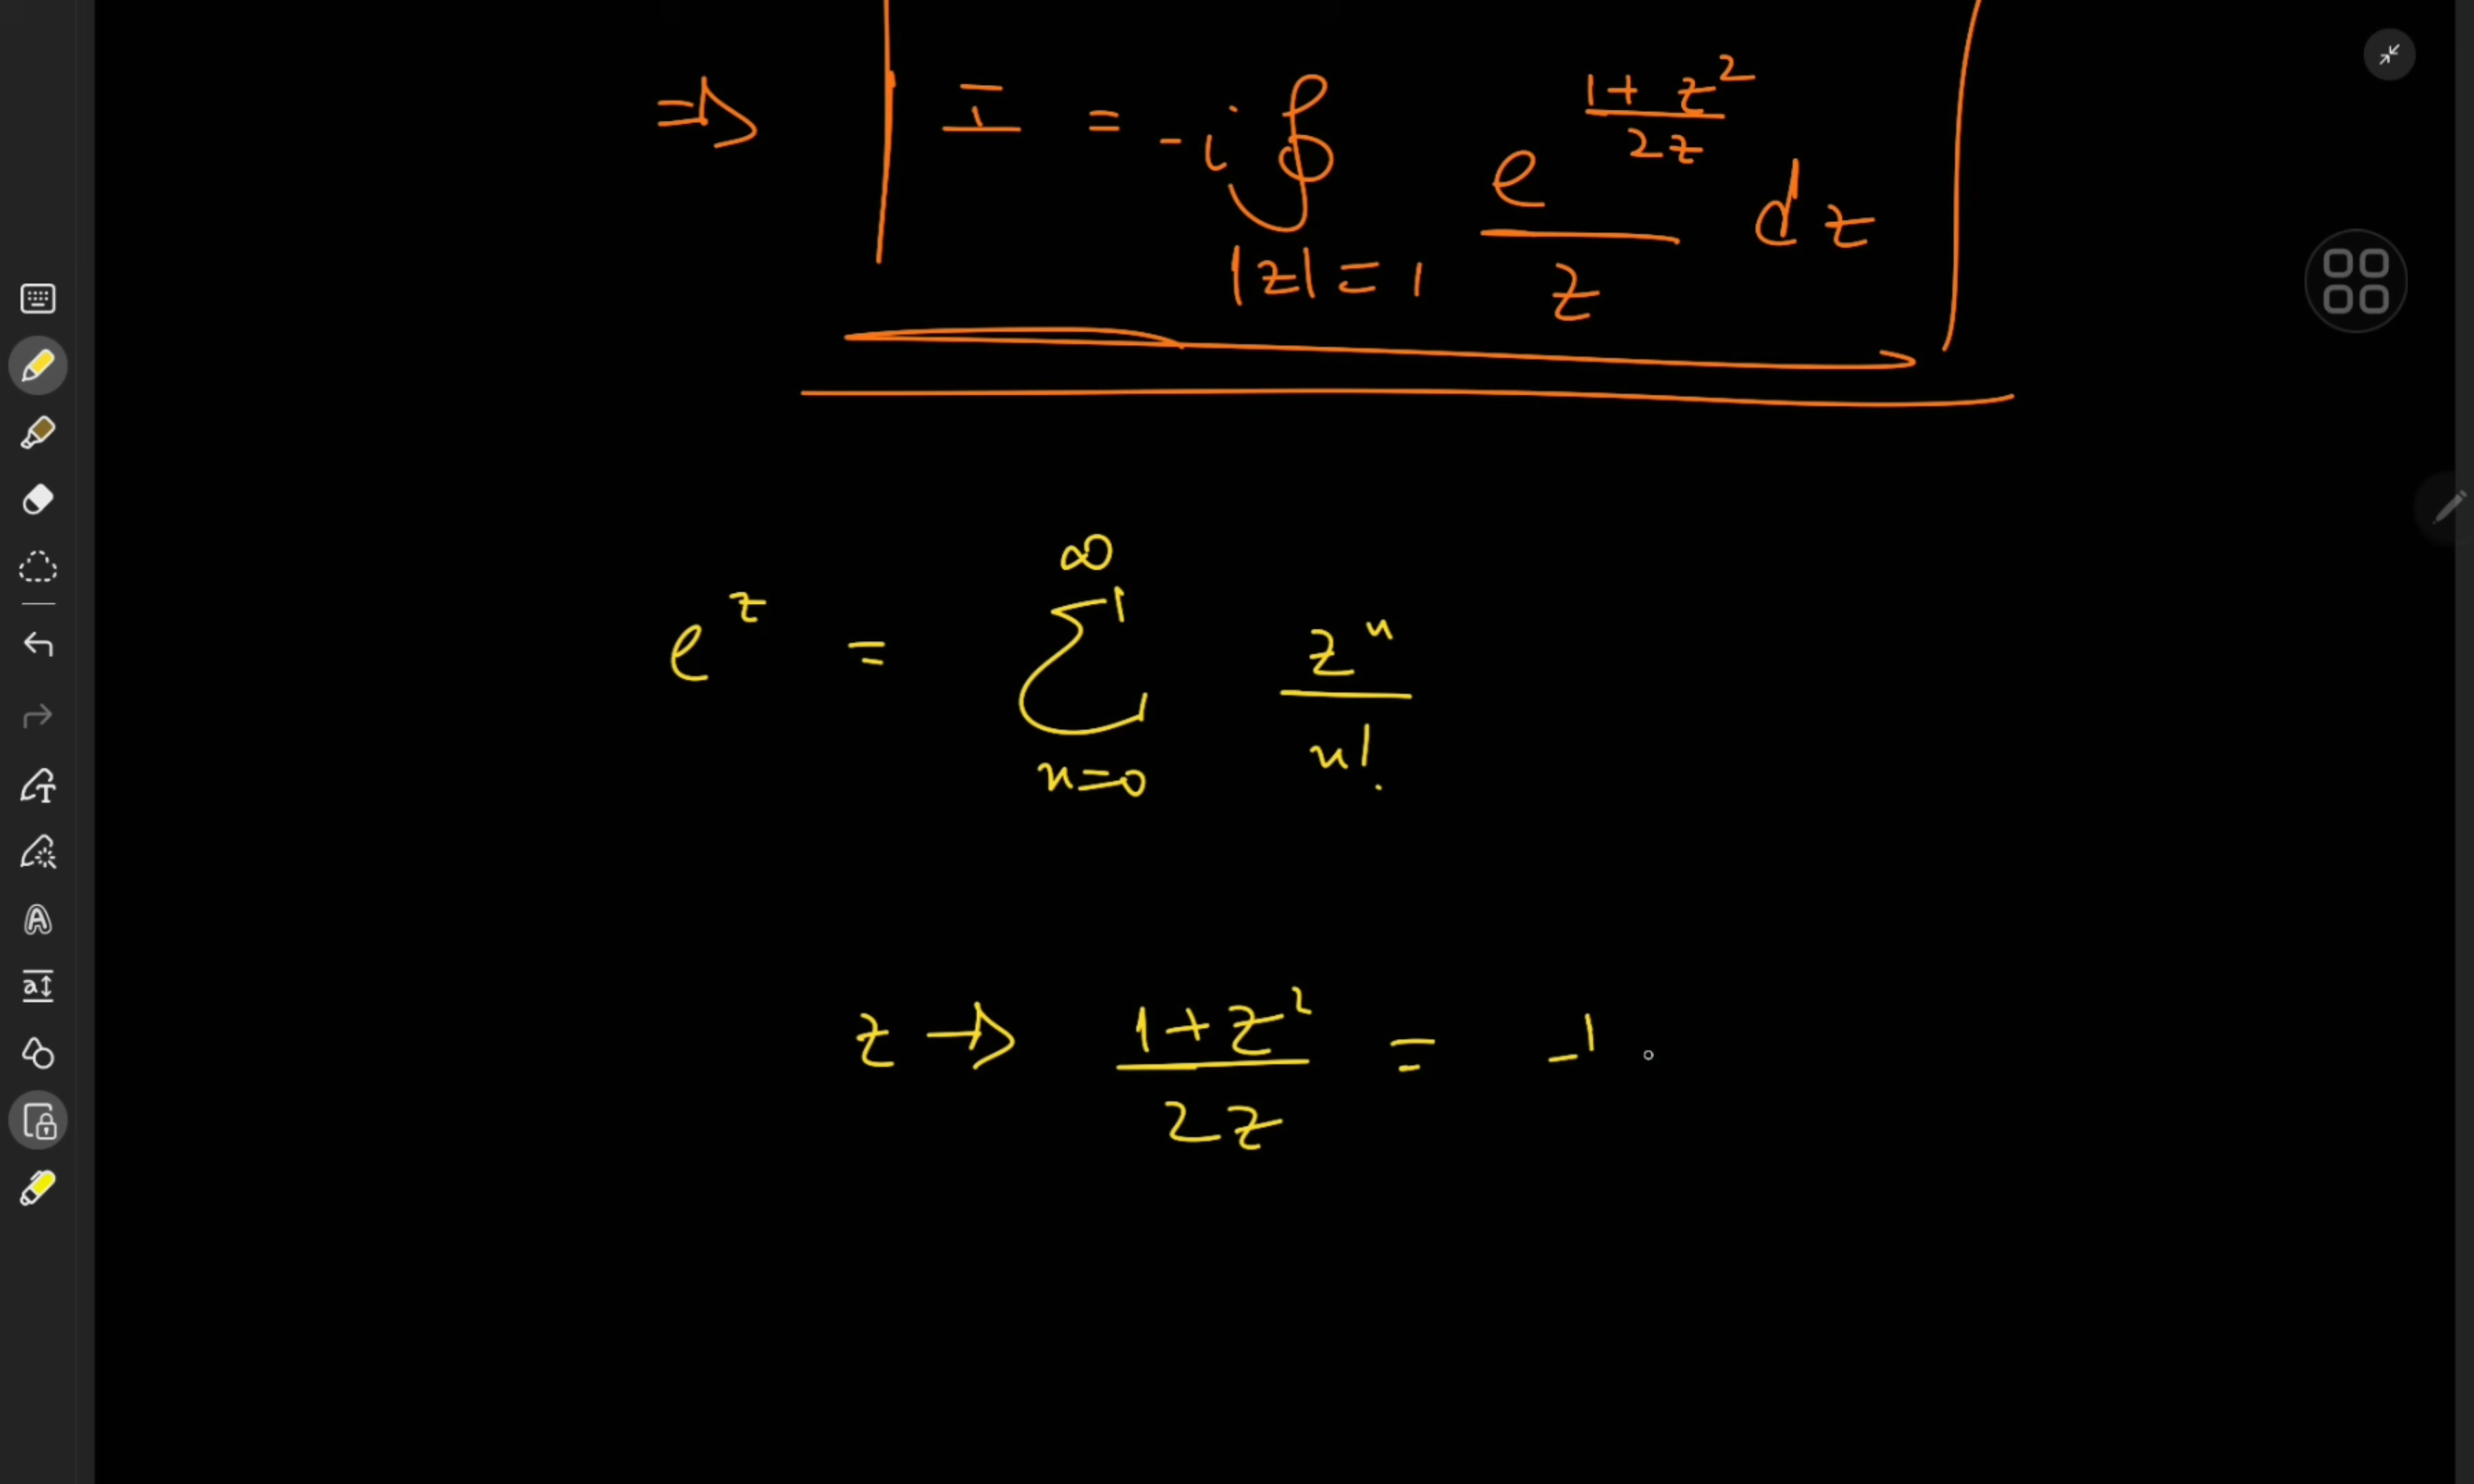 ⇒ I = -i ∮_{|z|=1} e^{(1+z²)/(2z)} / z dz
e^z = Σ_{n=0}^{∞} z^n / n!
z → (1+z²)/(2z) = -1